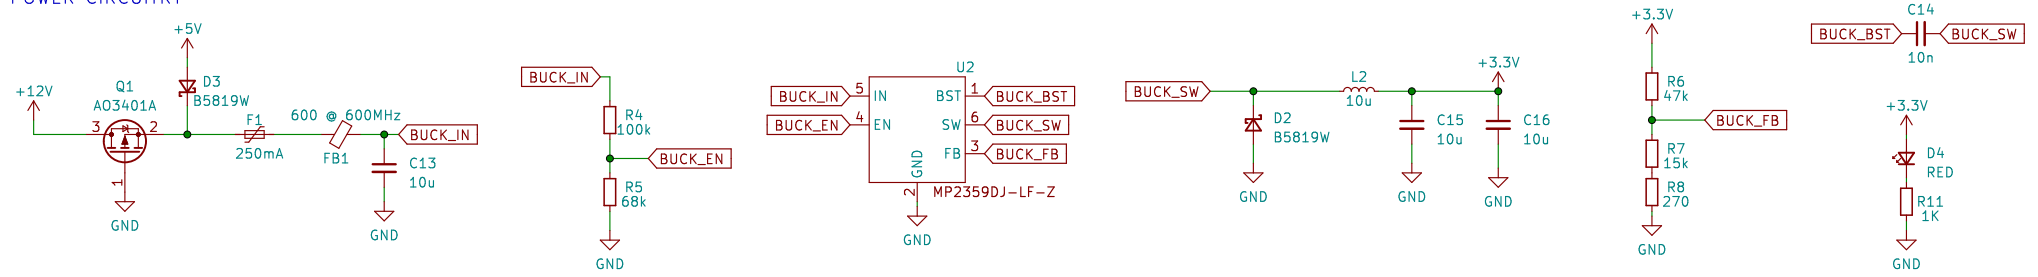 POWER CIRCUITRY
+12V
Q1
AO3401A
3
2
1
GND
+5V
D3
B5819W
F1
250mA
600 @ 600MHz
FB1
BUCK_IN
C13
10u
GND
BUCK_IN
R4
100k
BUCK_EN
R5
68k
GND
U2
BUCK_IN
5
IN
BST
1
BUCK_BST
BUCK_EN
4
EN
SW
6
BUCK_SW
FB
3
BUCK_FB
GND
2
MP2359DJ-LF-Z
GND
BUCK_SW
D2
B5819W
GND
L2
10u
C15
10u
GND
+3.3V
C16
10u
GND
+3.3V
R6
47k
BUCK_FB
R7
15k
R8
270
GND
C14
BUCK_BST
BUCK_SW
10n
+3.3V
D4
RED
R11
1K
GND